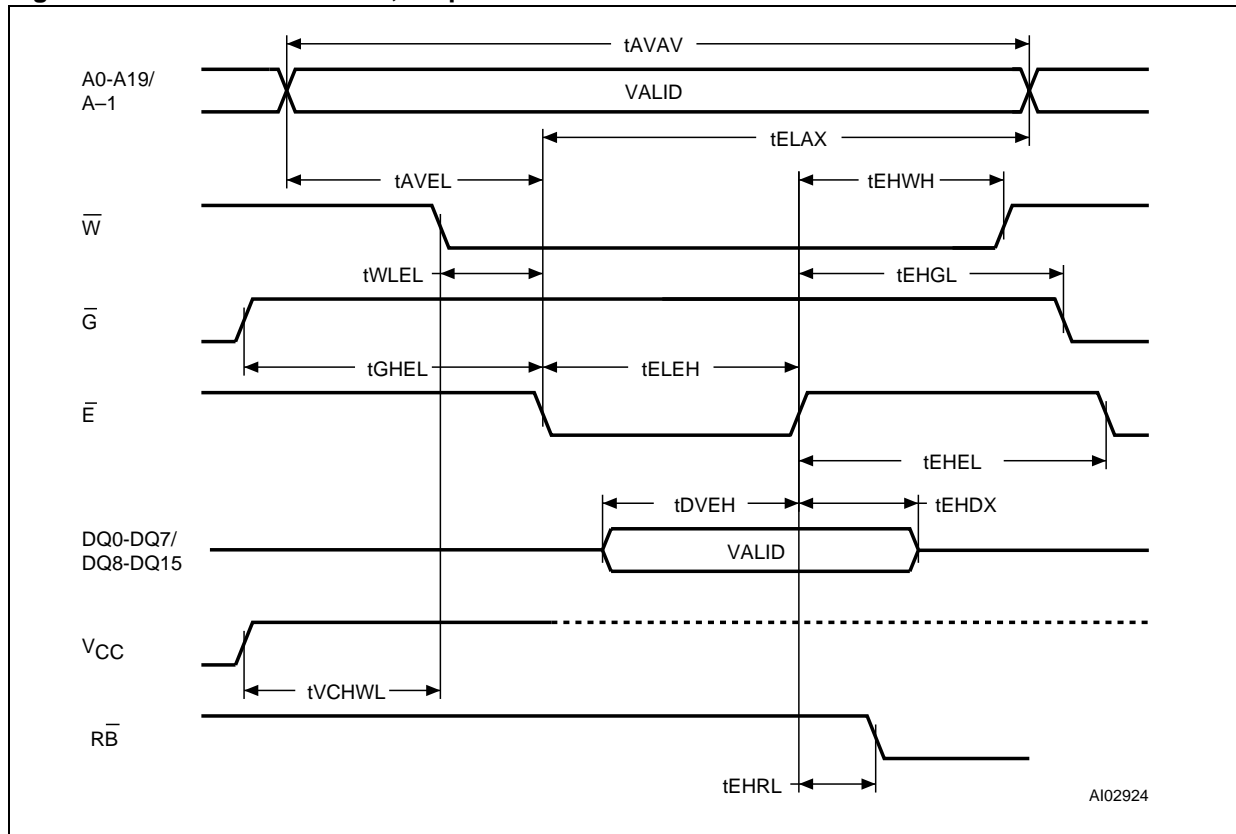 tAVAV
A0-A19/
A–1
VALID
tELAX
tAVEL
tEHWH
W̅
tWLEL
tEHGL
G̅
tGHEL
tELEH
E̅
tEHEL
tDVEH
tEHDX
DQ0-DQ7/
DQ8-DQ15
VALID
VCC
tVCHWL
RB̅
tEHRL
AI02924